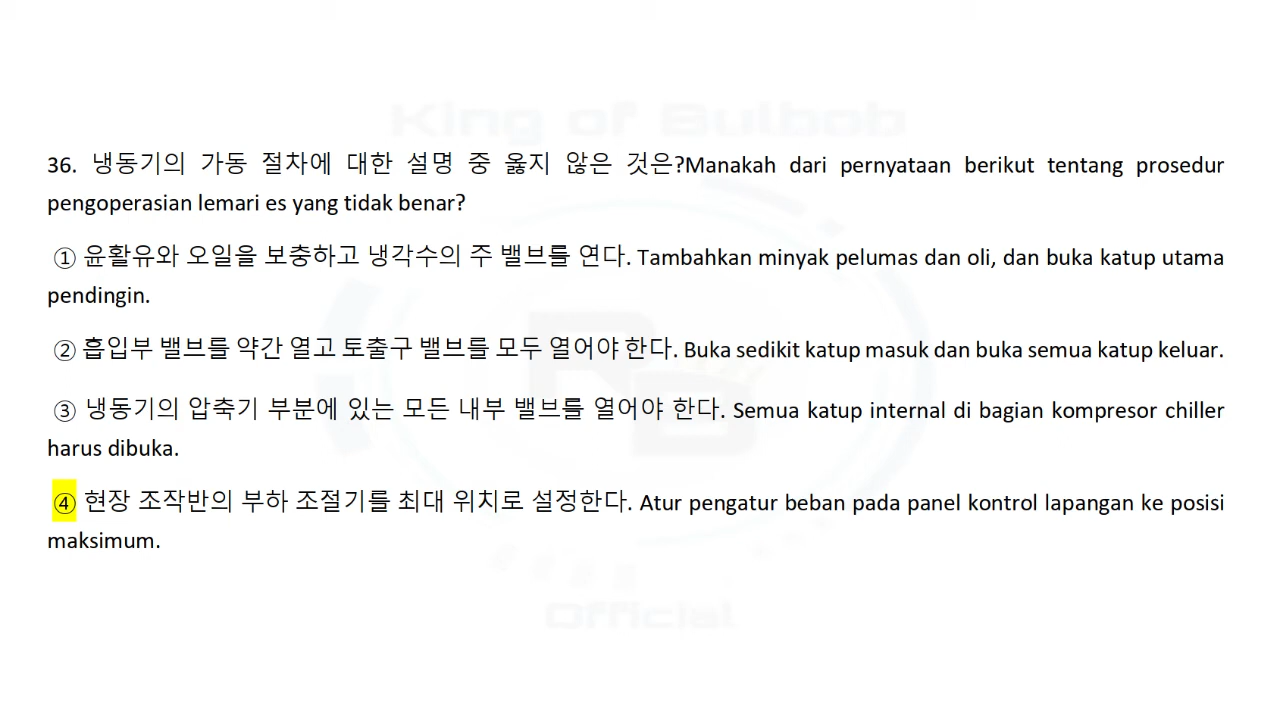 King of Bulbob
36. 냉동기의 가동 절차에 대한 설명 중 옳지 않은 것은?Manakah dari pernyataan berikut tentang prosedur
pengoperasian lemari es yang tidak benar?
① 윤활유와 오일을 보충하고 냉각수의 주 밸브를 연다. Tambahkan minyak pelumas dan oli, dan buka katup utama
pendingin.
② 흡입부 밸브를 약간 열고 토출구 밸브를 모두 열어야 한다. Buka sedikit katup masuk dan buka semua katup keluar.
③ 냉동기의 압축기 부분에 있는 모든 내부 밸브를 열어야 한다. Semua katup internal di bagian kompresor chiller
harus dibuka.
④ 현장 조작반의 부하 조절기를 최대 위치로 설정한다. Atur pengatur beban pada panel kontrol lapangan ke posisi
maksimum.
Official